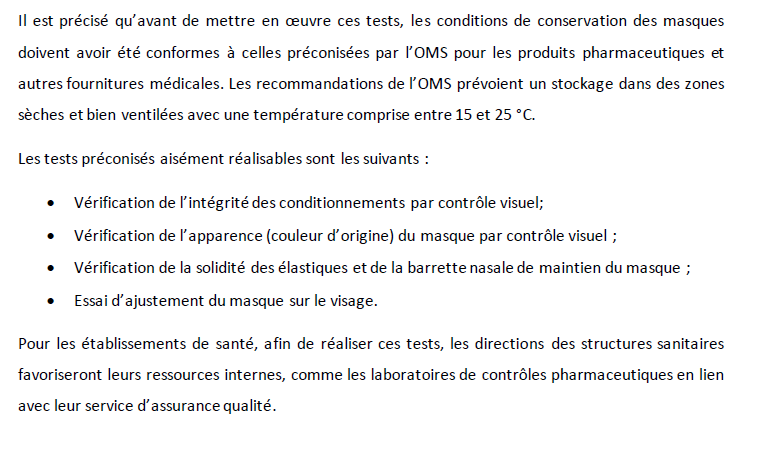 Il est précisé qu’avant de mettre en œuvre ces tests, les conditions de conservation des masques
doivent avoir été conformes à celles préconisées par l’OMS pour les produits pharmaceutiques et
autres fournitures médicales. Les recommandations de l’OMS prévoient un stockage dans des zones
sèches et bien ventilées avec une température comprise entre 15 et 25 °C.
Les tests préconisés aisément réalisables sont les suivants :
• Vérification de l’intégrité des conditionnements par contrôle visuel;
• Vérification de l’apparence (couleur d’origine) du masque par contrôle visuel ;
• Vérification de la solidité des élastiques et de la barrette nasale de maintien du masque ;
• Essai d’ajustement du masque sur le visage.
Pour les établissements de santé, afin de réaliser ces tests, les directions des structures sanitaires
favoriseront leurs ressources internes, comme les laboratoires de contrôles pharmaceutiques en lien
avec leur service d’assurance qualité.